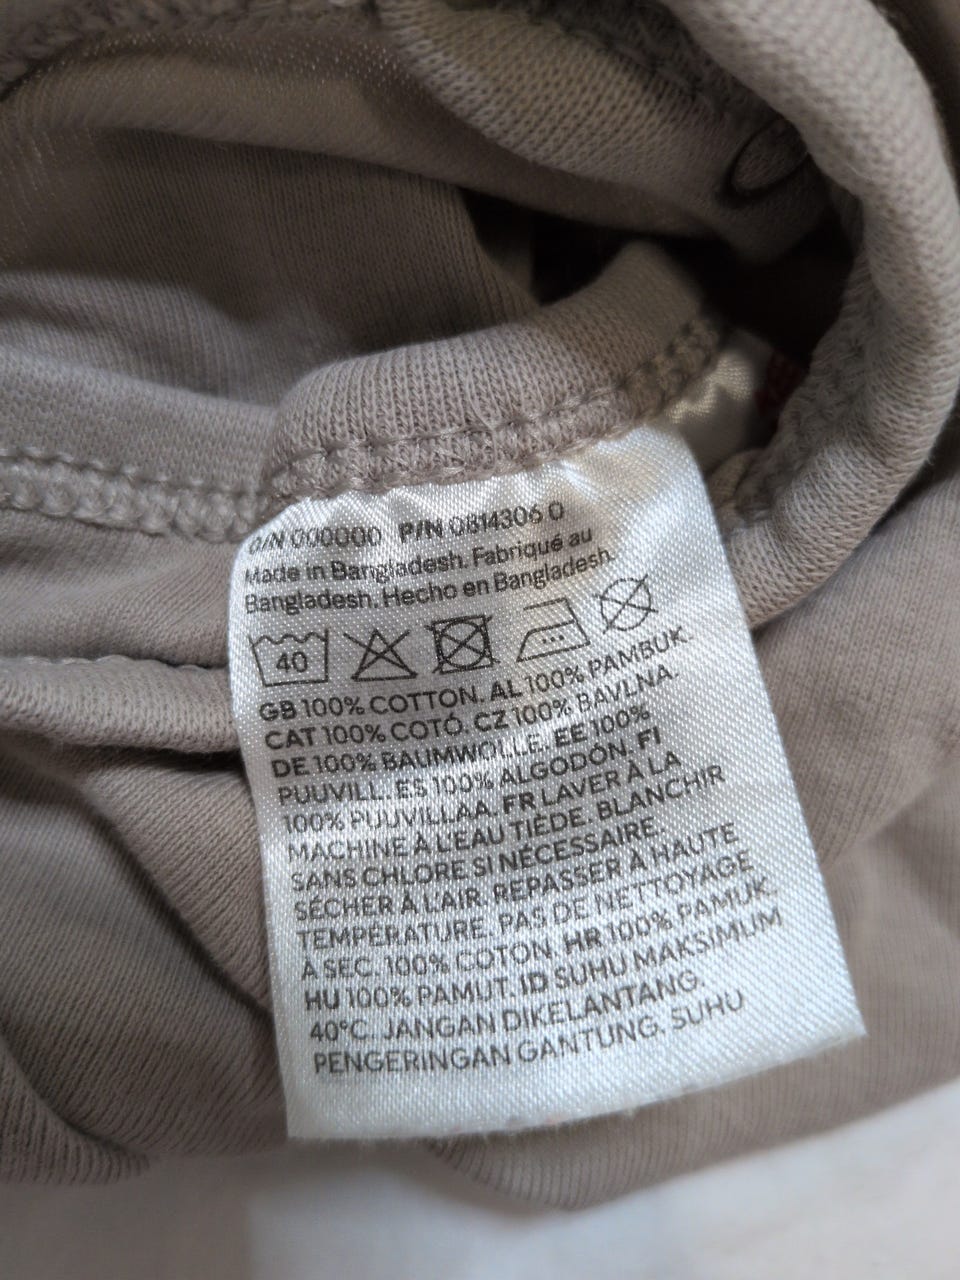 O/N 000000 P/N 0814306 0
Made in Bangladesh. Fabriqué au
Bangladesh. Hecho en Bangladesh.
40
GB 100% COTTON. AL 100% PAMBUK.
CAT 100% COTÓ. CZ 100% BAVLNA.
DE 100% BAUMWOLLE. EE 100%
PUUVILL. ES 100% ALGODÓN. FI
100% PUUVILLAA. FR LAVER À LA
MACHINE À L'EAU TIÈDE. BLANCHIR
SANS CHLORE SI NÉCESSAIRE.
SÉCHER À L'AIR. REPASSER À HAUTE
TEMPÉRATURE. PAS DE NETTOYAGE
À SEC. 100% COTON. HR 100% PAMUK.
HU 100% PAMUT. ID SUHU MAKSIMUM
40°C. JANGAN DIKELANTANG.
PENGERINGAN GANTUNG. SUHU